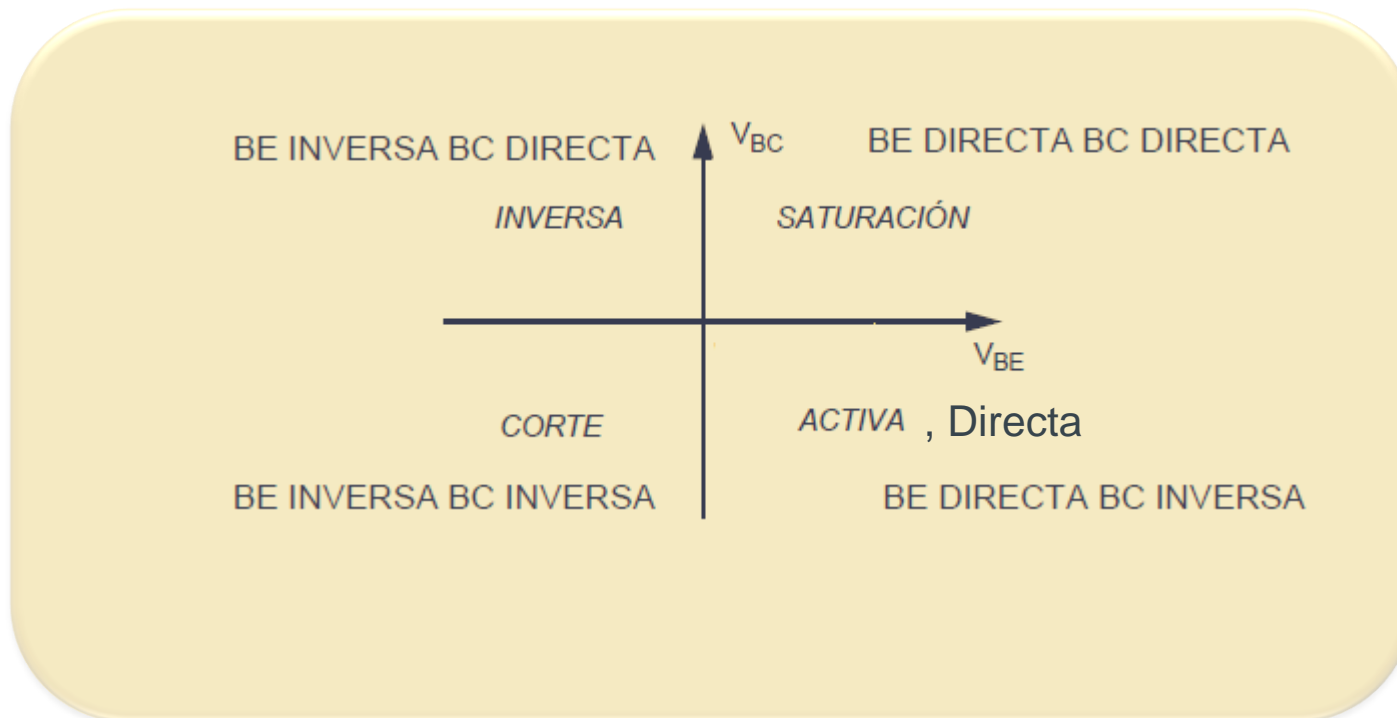 BE INVERSA BC DIRECTA
V_BC
BE DIRECTA BC DIRECTA
INVERSA
SATURACIÓN
V_BE
CORTE
ACTIVA , Directa
BE INVERSA BC INVERSA
BE DIRECTA BC INVERSA